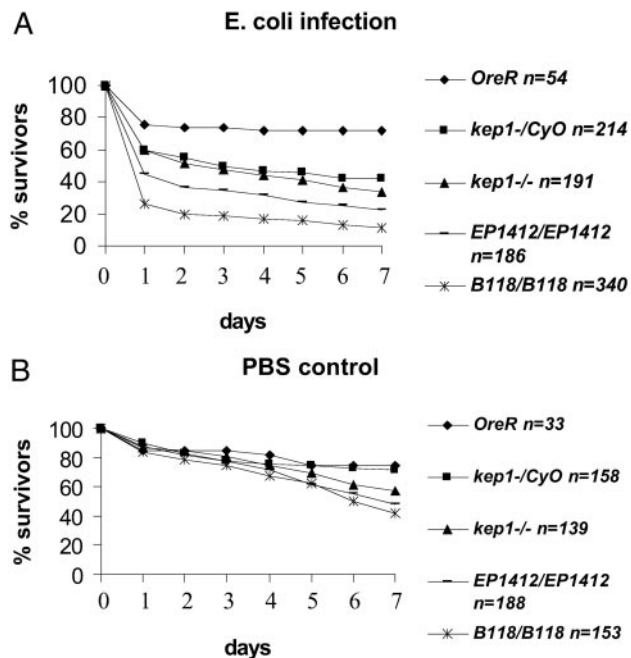 A
E. coli infection
% survivors
100
80
60
40
20
0
0 1 2 3 4 5 6 7
days
OreR n=54
kep1-/CyO n=214
kep1-/- n=191
EP1412/EP1412
n=186
B118/B118 n=340
B
PBS control
% survivors
100
80
60
40
20
0
0 1 2 3 4 5 6 7
days
OreR n=33
kep1-/CyO n=158
kep1-/- n=139
EP1412/EP1412
n=188
B118/B118 n=153